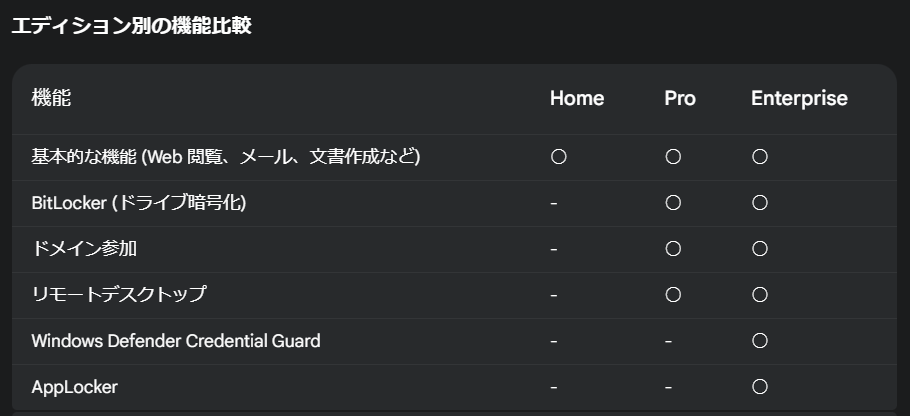 エディション別の機能比較
機能 Home Pro Enterprise
基本的な機能 (Web 閲覧、メール、文書作成など) ○ ○ ○
BitLocker (ドライブ暗号化) - ○ ○
ドメイン参加 - ○ ○
リモートデスクトップ - ○ ○
Windows Defender Credential Guard - - ○
AppLocker - - ○